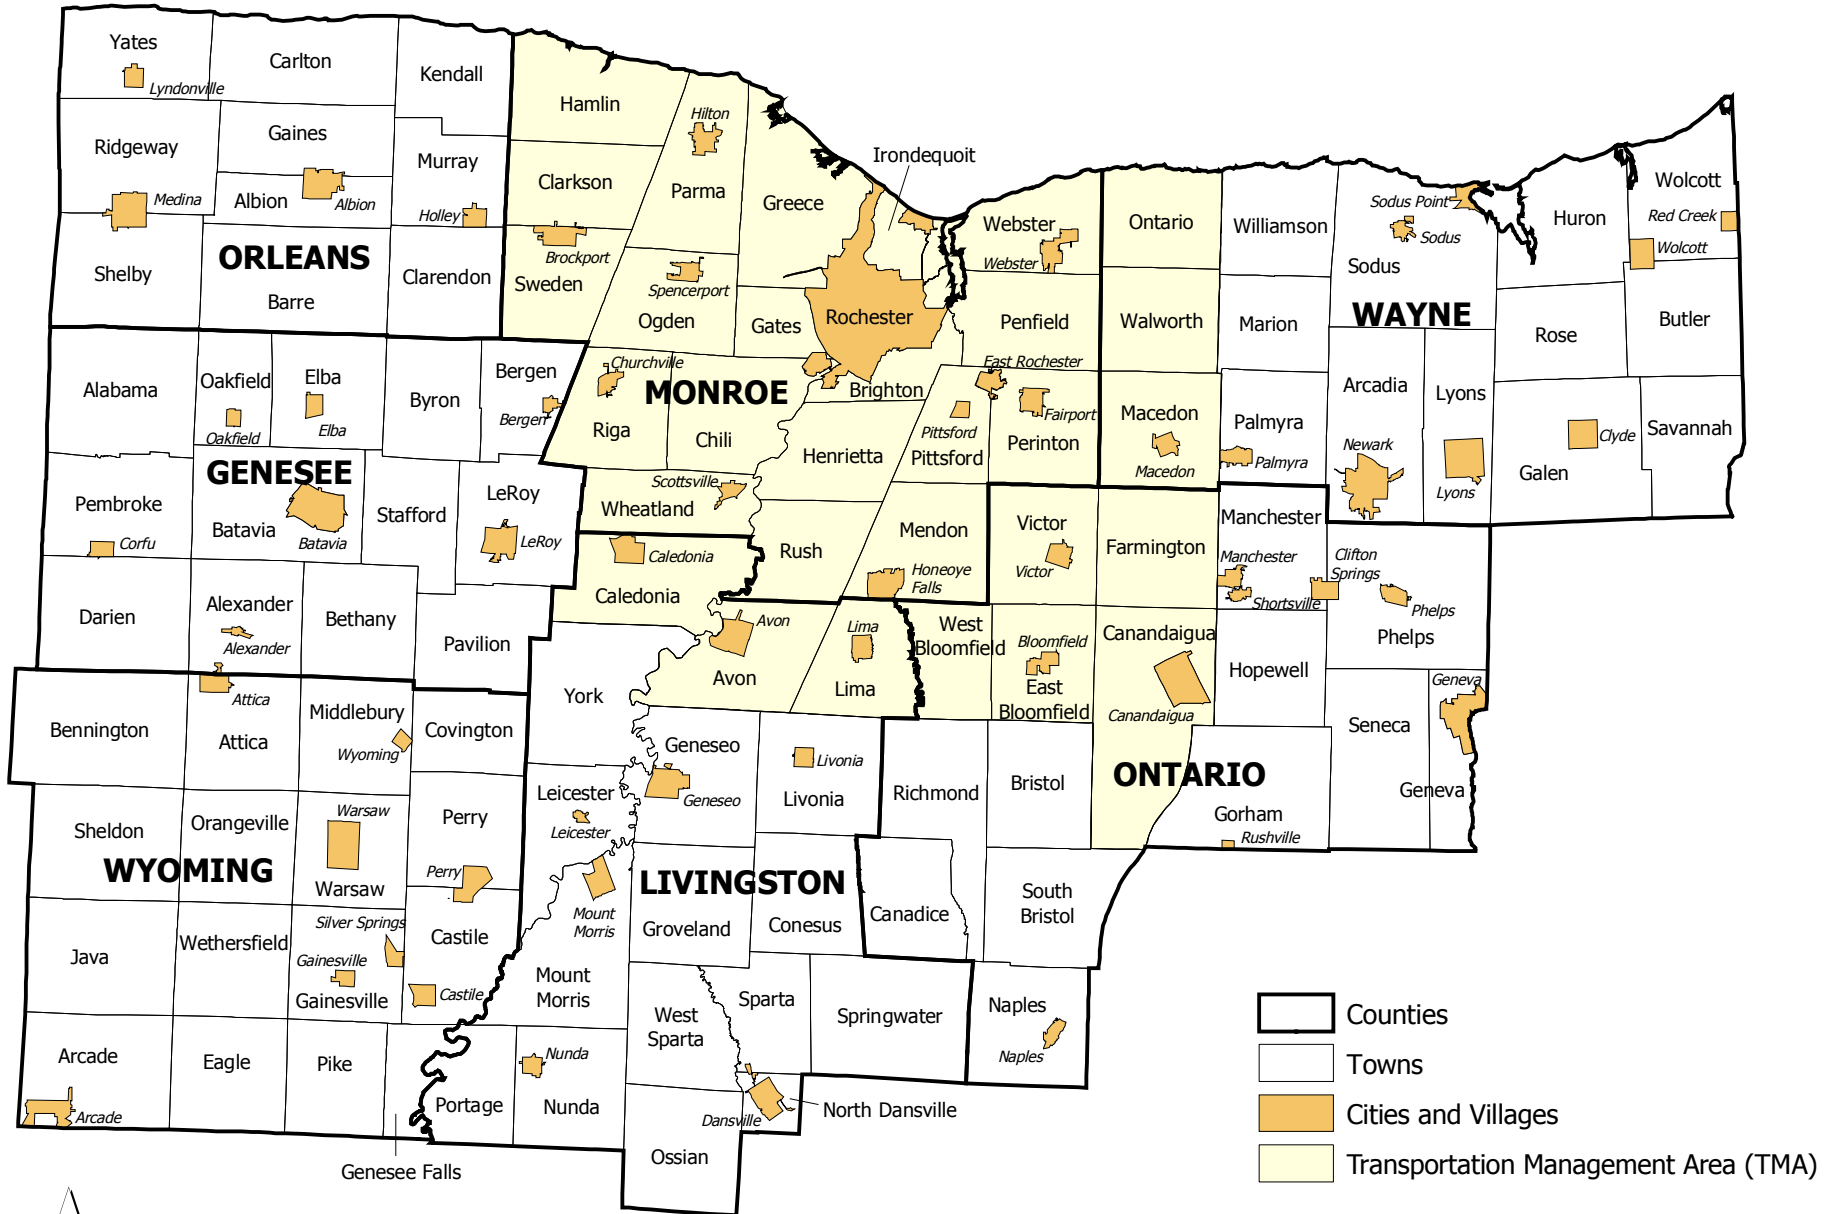 Yates
Lyndonville
Carlton
Kendall
Ridgeway
Medina
Gaines
Albion
Albion
Murray
Holley
Shelby
ORLEANS
Barre
Clarendon
Hamlin
Clarkson
Brockport
Sweden
Hilton
Parma
Greece
Irondequoit
Spencerport
Ogden
Gates
Rochester
Webster
Webster
Penfield
East Rochester
Churchville
MONROE
Brighton
Riga
Chili
Henrietta
Pittsford
Pittsford
Fairport
Perinton
Scottsville
Wheatland
Rush
Mendon
Honeoye
Falls
Ontario
Walworth
Macedon
Macedon
Williamson
Marion
Palmyra
Palmyra
Sodus Point
Sodus
Sodus
WAYNE
Huron
Wolcott
Red Creek
Wolcott
Rose
Butler
Arcadia
Newark
Lyons
Lyons
Clyde
Galen
Savannah
Alabama
Oakfield
Oakfield
Elba
Elba
Byron
Bergen
Bergen
GENESEE
Pembroke
Corfu
Batavia
Batavia
Stafford
LeRoy
LeRoy
Darien
Alexander
Alexander
Bethany
Pavilion
Caledonia
Caledonia
Avon
Avon
Lima
Lima
York
Victor
Victor
Farmington
Manchester
Manchester
Shortsville
Clifton
Springs
Phelps
Phelps
West
Bloomfield
Bloomfield
East
Bloomfield
Canandaigua
Canandaigua
Hopewell
Seneca
Geneva
Geneva
ONTARIO
Gorham
Rushville
Richmond
Bristol
South
Bristol
Canadice
Naples
Naples
Bennington
Attica
Attica
Middlebury
Wyoming
Covington
Sheldon
Orangeville
Warsaw
Warsaw
Perry
Perry
WYOMING
Java
Wethersfield
Silver Springs
Gainesville
Gainesville
Castile
Castile
Arcade
Arcade
Eagle
Pike
Genesee Falls
Geneseo
Geneseo
Livonia
Livonia
Leicester
Leicester
LIVINGSTON
Mount
Morris
Mount
Morris
Groveland
Conesus
West
Sparta
Sparta
Springwater
Portage
Nunda
Nunda
Dansville
North Dansville
Ossian
Counties
Towns
Cities and Villages
Transportation Management Area (TMA)